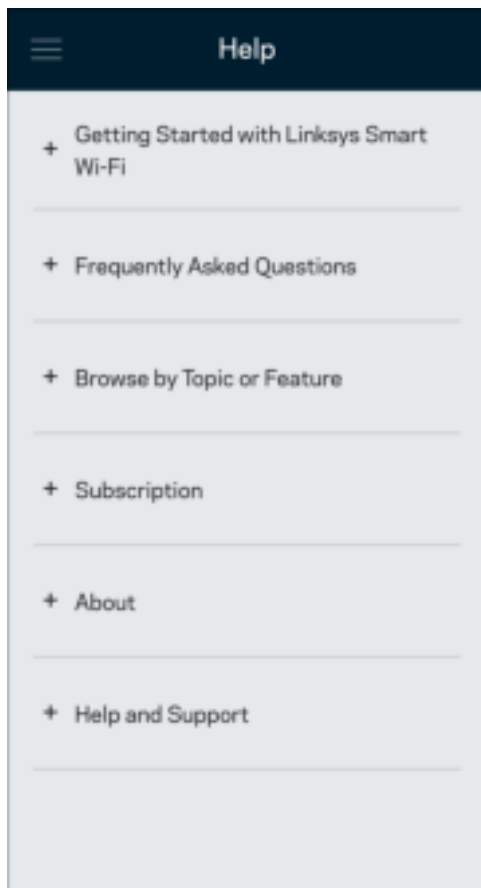 Help
Getting Started with Linksys Smart
Wi-Fi
Frequently Asked Questions
Browse by Topic or Feature
Subscription
About
Help and Support